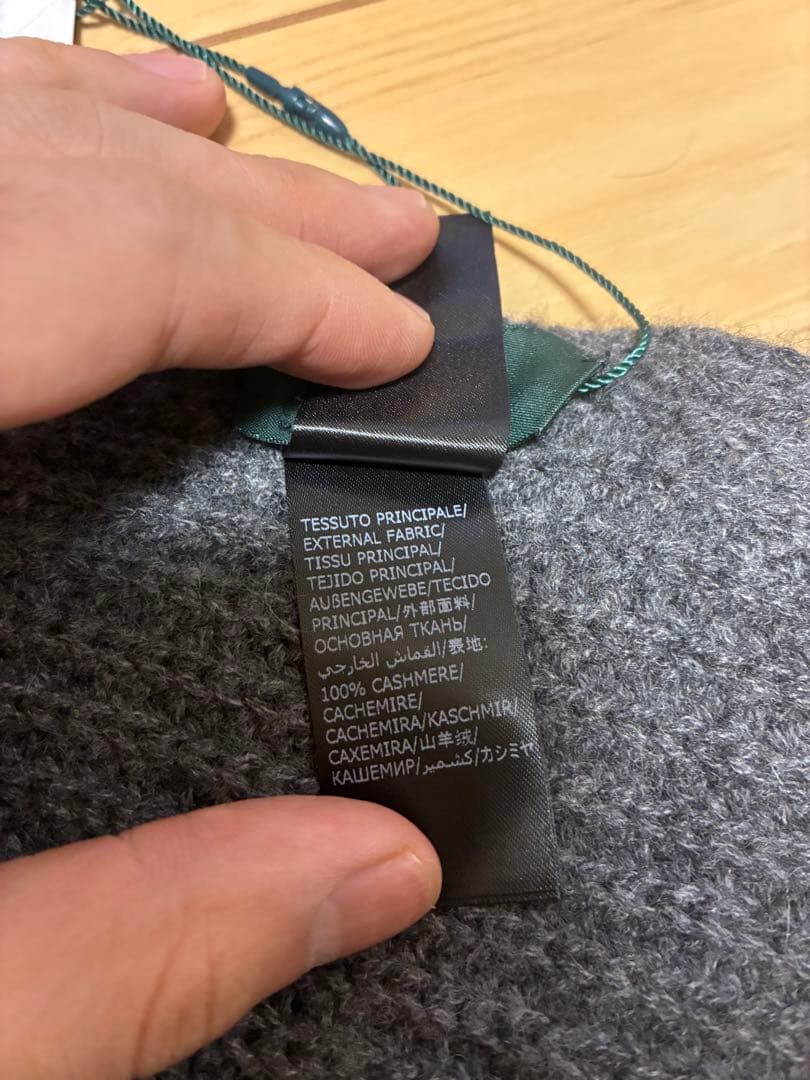 TESSUTO PRINCIPALE/
EXTERNAL FABRIC/
TISSU PRINCIPAL/
TEJIDO PRINCIPAL/
AUßENGEWEBE/TECIDO
PRINCIPAL/外部面料/
ОСНОВНАЯ ТКАНЬ/
القماش الخارجي/表地:
100% CASHMERE/
CACHEMIRE/
CACHEMIRA/KASCHMIR/
CAXEMIRA/山羊绒/
КАШЕМИР/كشمير/カシミヤ